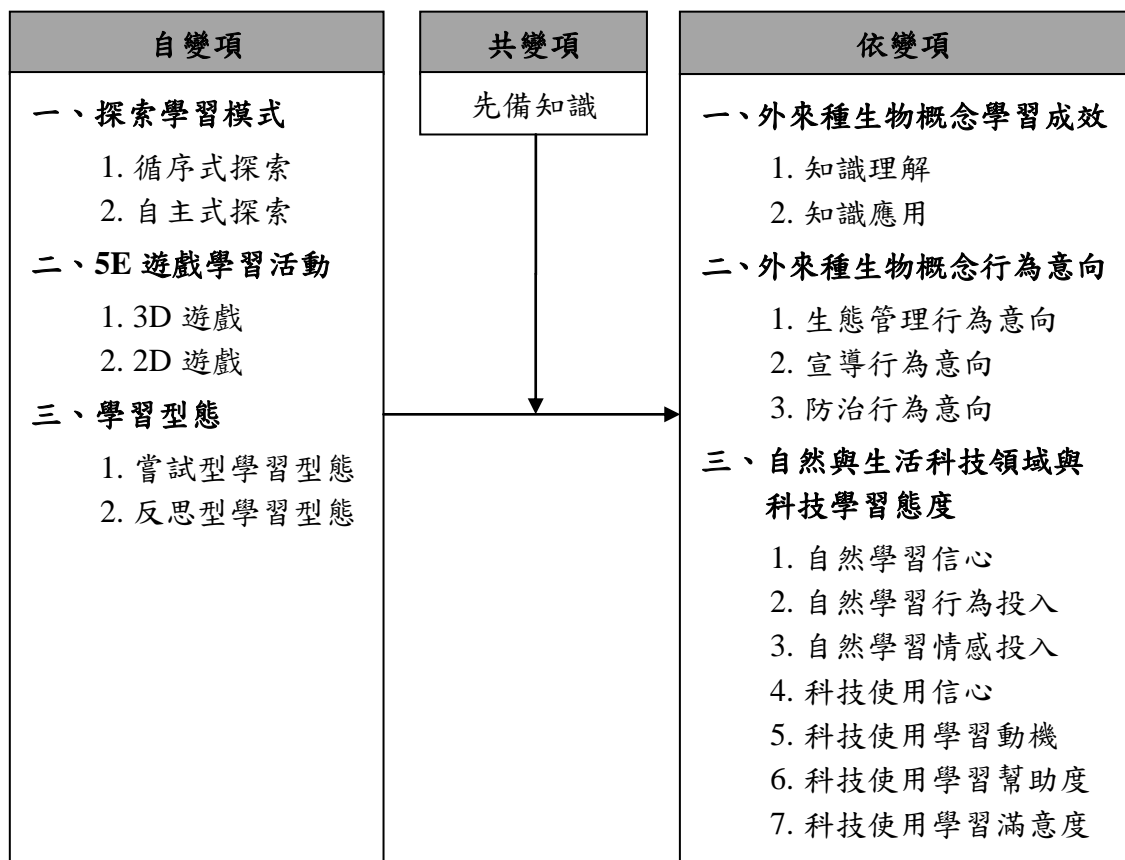 自變項
一、探索學習模式
1. 循序式探索
2. 自主式探索
二、5E 遊戲學習活動
1. 3D 遊戲
2. 2D 遊戲
三、學習型態
1. 嘗試型學習型態
2. 反思型學習型態
共變項
先備知識
依變項
一、外來種生物概念學習成效
1. 知識理解
2. 知識應用
二、外來種生物概念行為意向
1. 生態管理行為意向
2. 宣導行為意向
3. 防治行為意向
三、自然與生活科技領域與
科技學習態度
1. 自然學習信心
2. 自然學習行為投入
3. 自然學習情感投入
4. 科技使用信心
5. 科技使用學習動機
6. 科技使用學習幫助度
7. 科技使用學習滿意度